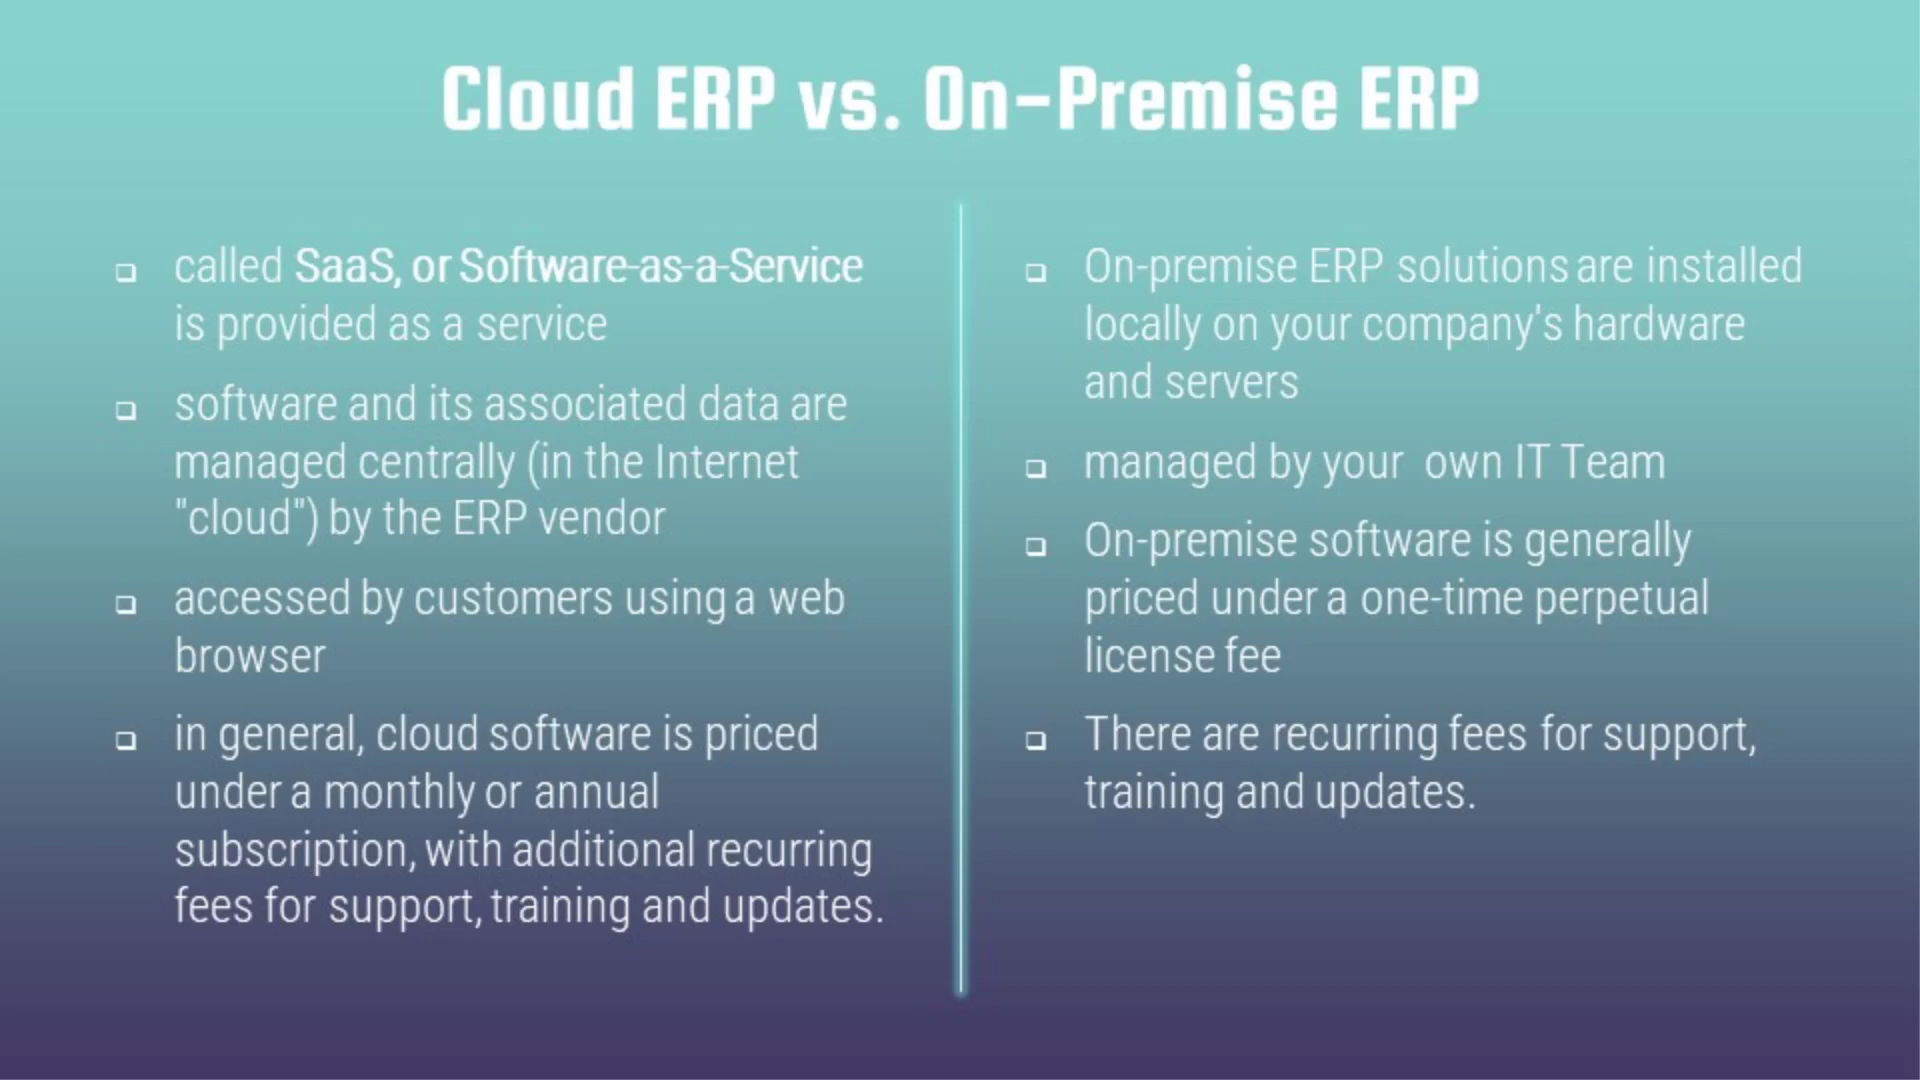 Cloud ERP vs. On-Premise ERP
called SaaS, or Software-as-a-Service
is provided as a service
software and its associated data are
managed centrally (in the Internet
"cloud") by the ERP vendor
accessed by customers using a web
browser
in general, cloud software is priced
under a monthly or annual
subscription, with additional recurring
fees for support, training and updates.
On-premise ERP solutions are installed
locally on your company's hardware
and servers
managed by your own IT Team
On-premise software is generally
priced under a one-time perpetual
license fee
There are recurring fees for support,
training and updates.